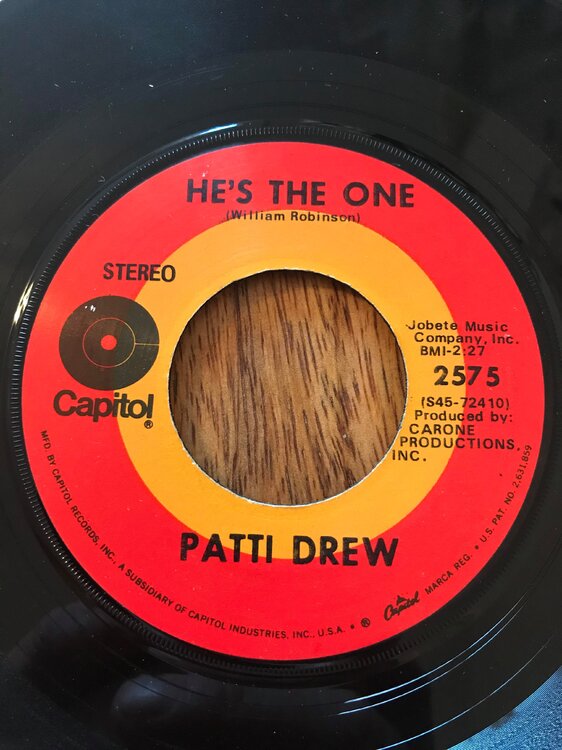 HE'S THE ONE
(William Robinson)
STEREO
Capitol®
Jobete Music
Company, Inc.
BMI-2:27
2575
(S45-72410)
Produced by:
CARONE
PRODUCTIONS,
INC.
PATTI DREW
MFD. BY CAPITOL RECORDS, INC., A SUBSIDIARY OF CAPITOL INDUSTRIES, INC., U.S.A. • ® Capitol MARCA REG. • U.S. PAT. NO. 2,631,859